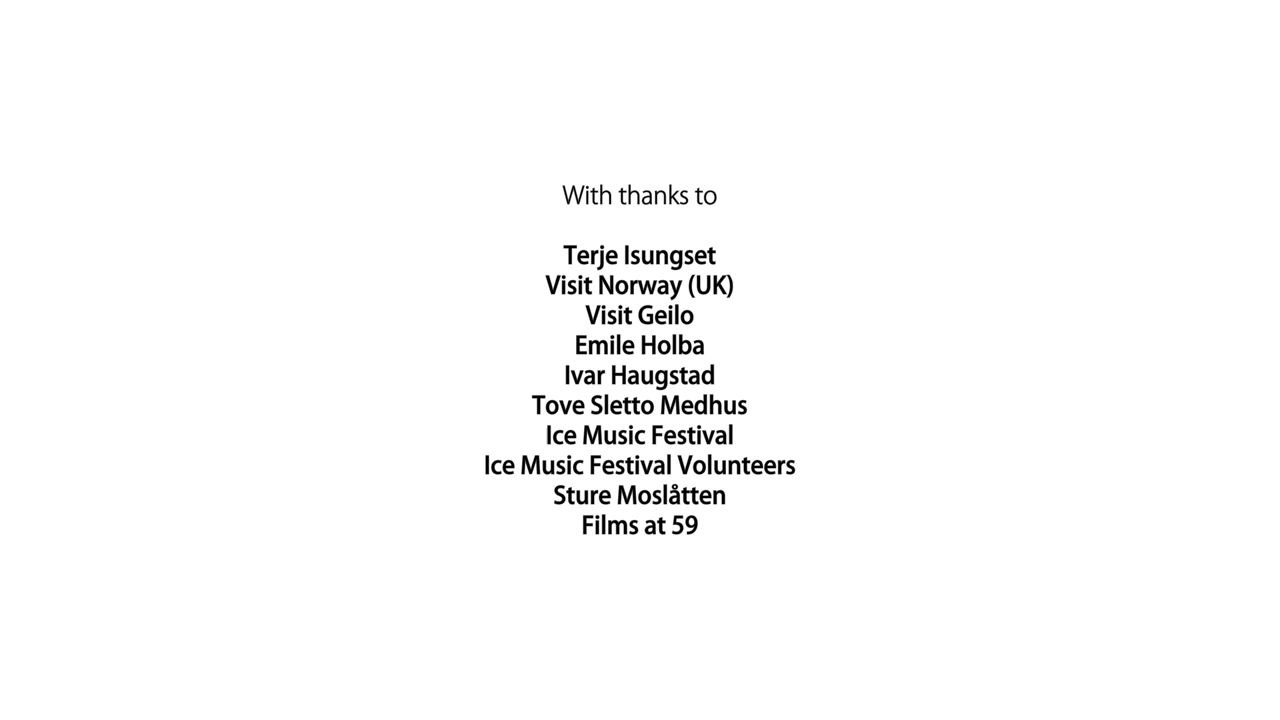 With thanks to
Terje Isungset
Visit Norway (UK)
Visit Geilo
Emile Holba
Ivar Haugstad
Tove Sletto Medhus
Ice Music Festival
Ice Music Festival Volunteers
Sture Moslåtten
Films at 59